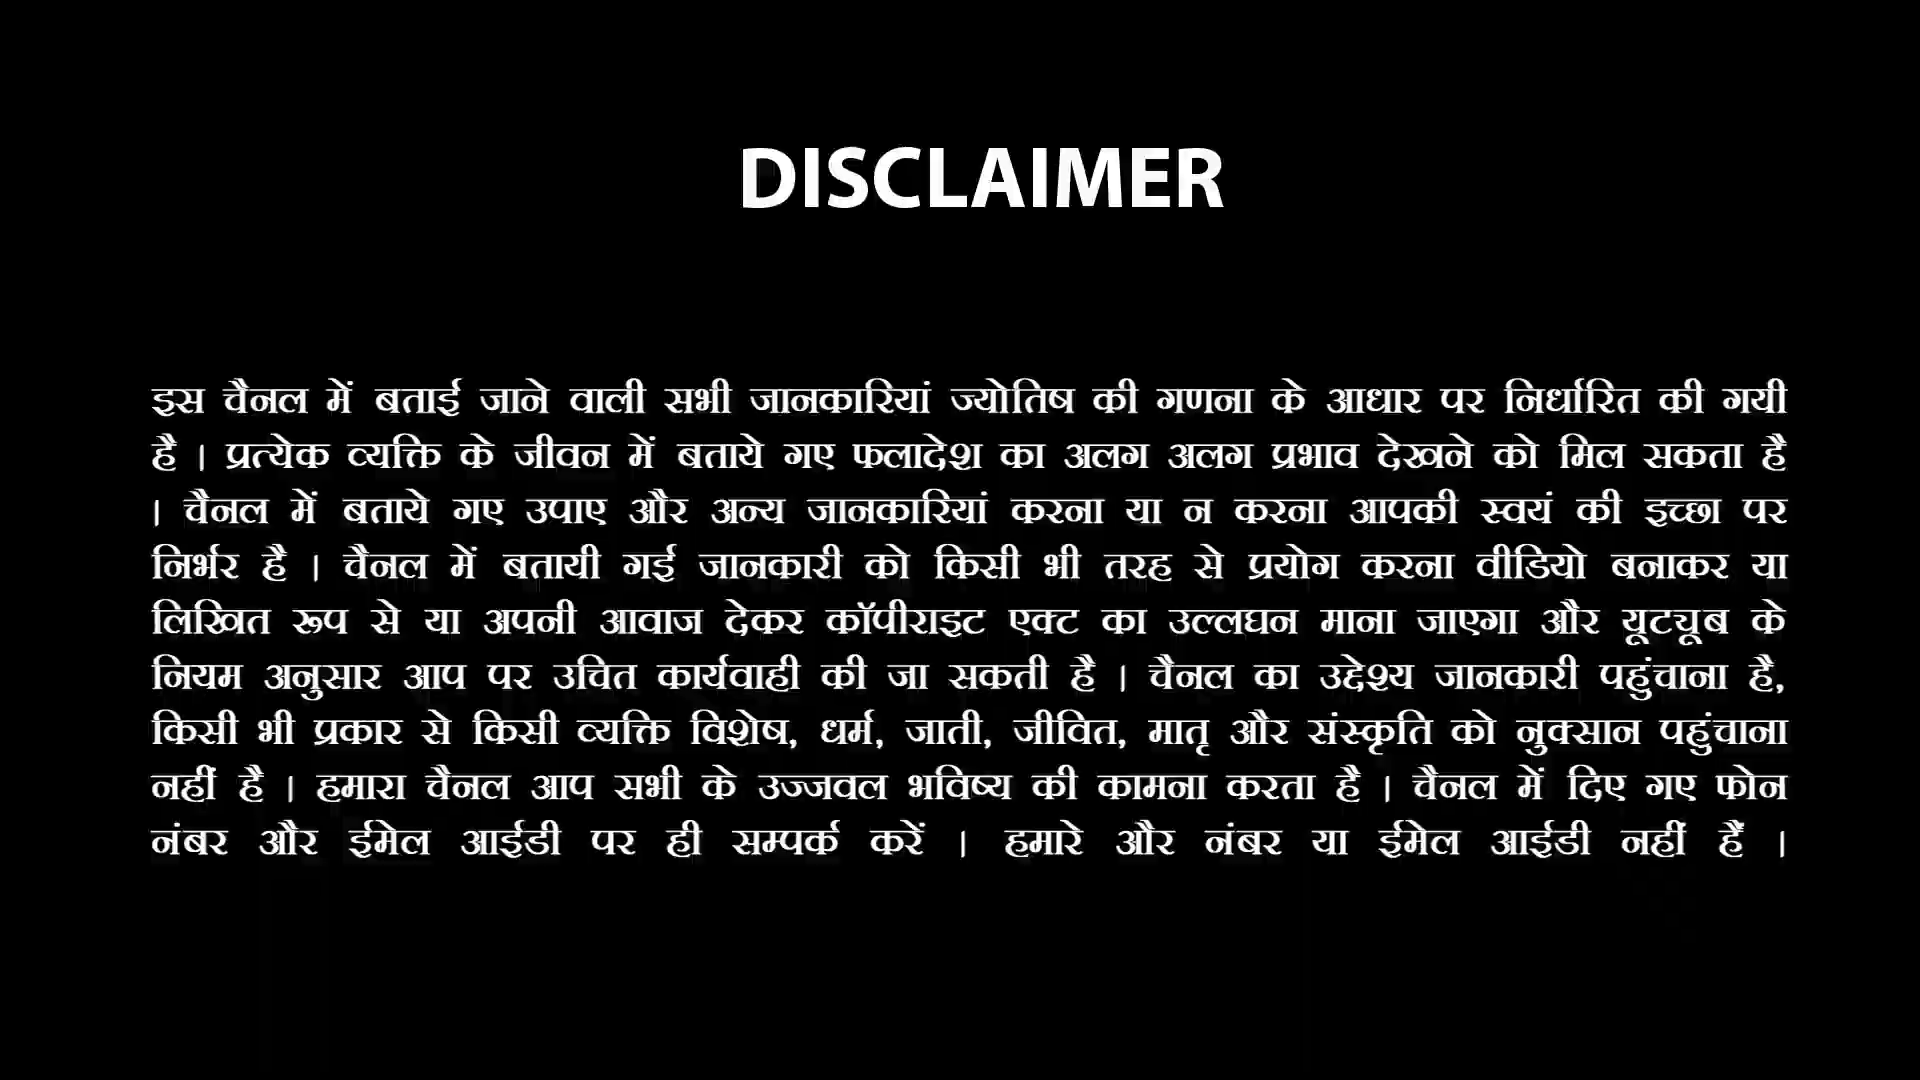 DISCLAIMER
इस चैनल में बताई जाने वाली सभी जानकारियां ज्योतिष की गणना के आधार पर निर्धारित की गयी
है । प्रत्येक व्यक्ति के जीवन में बताये गए फलादेश का अलग अलग प्रभाव देखने को मिल सकता है
। चैनल में बताये गए उपाए और अन्य जानकारियां करना या न करना आपकी स्वयं की इच्छा पर
निर्भर है । चैनल में बतायी गई जानकारी को किसी भी तरह से प्रयोग करना वीडियो बनाकर या
लिखित रूप से या अपनी आवाज देकर कॉपीराइट एक्ट का उल्लघन माना जाएगा और यूट्यूब के
नियम अनुसार आप पर उचित कार्यवाही की जा सकती है । चैनल का उद्देश्य जानकारी पहुंचाना है,
किसी भी प्रकार से किसी व्यक्ति विशेष, धर्म, जाती, जीवित, मातृ और संस्कृति को नुक्सान पहुंचाना
नहीं है । हमारा चैनल आप सभी के उज्जवल भविष्य की कामना करता है । चैनल में दिए गए फोन
नंबर और ईमेल आईडी पर ही सम्पर्क करें । हमारे और नंबर या ईमेल आईडी नहीं हैं ।